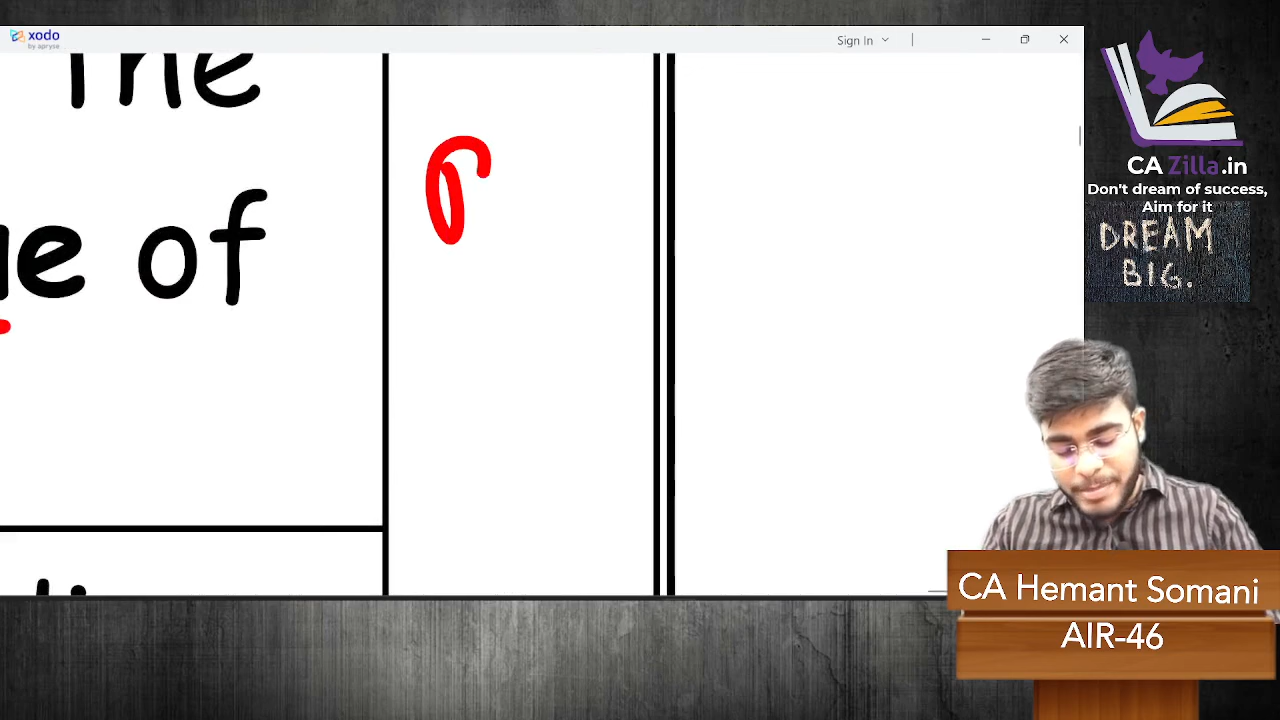 xodo
by apryse
Sign In
The
e of
CA Zilla.in
Don't dream of success,
Aim for it
DREAM
BIG.
CA Hemant Somani
AIR-46